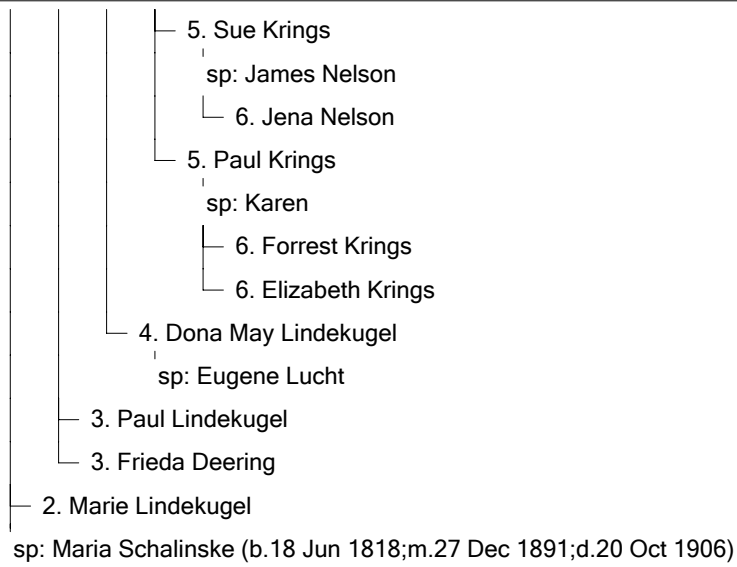 5. Sue Krings
sp: James Nelson
6. Jena Nelson
5. Paul Krings
sp: Karen
6. Forrest Krings
6. Elizabeth Krings
4. Dona May Lindekugel
sp: Eugene Lucht
3. Paul Lindekugel
3. Frieda Deering
2. Marie Lindekugel
sp: Maria Schalinske (b.18 Jun 1818;m.27 Dec 1891;d.20 Oct 1906)